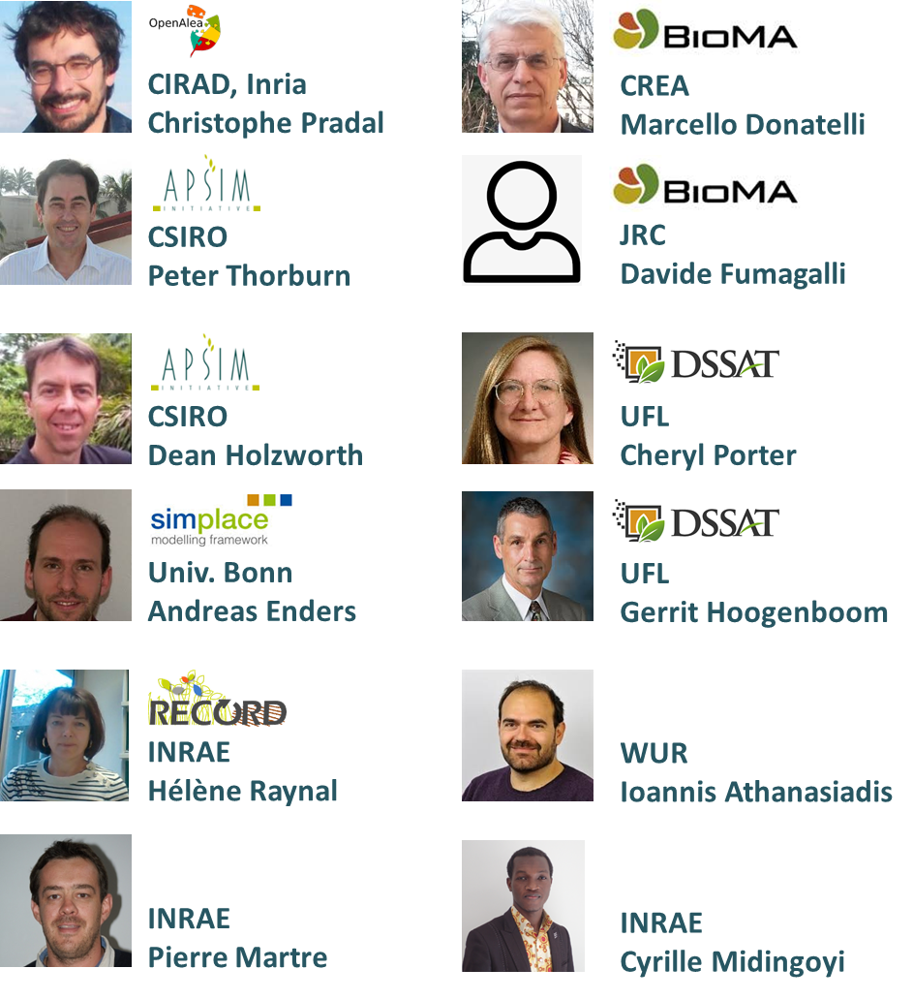 OpenAlea
CIRAD, Inria
Christophe Pradal
BIOMA
CREA
Marcello Donatelli
APSIM
INITIATIVE
CSIRO
Peter Thorburn
BIOMA
JRC
Davide Fumagalli
APSIM
INITIATIVE
CSIRO
Dean Holzworth
DSSAT
UFL
Cheryl Porter
simplace
modelling framework
Univ. Bonn
Andreas Enders
DSSAT
UFL
Gerrit Hoogenboom
RECORD
INRAE
Hélène Raynal
WUR
Ioannis Athanasiadis
INRAE
Pierre Martre
INRAE
Cyrille Midingoyi